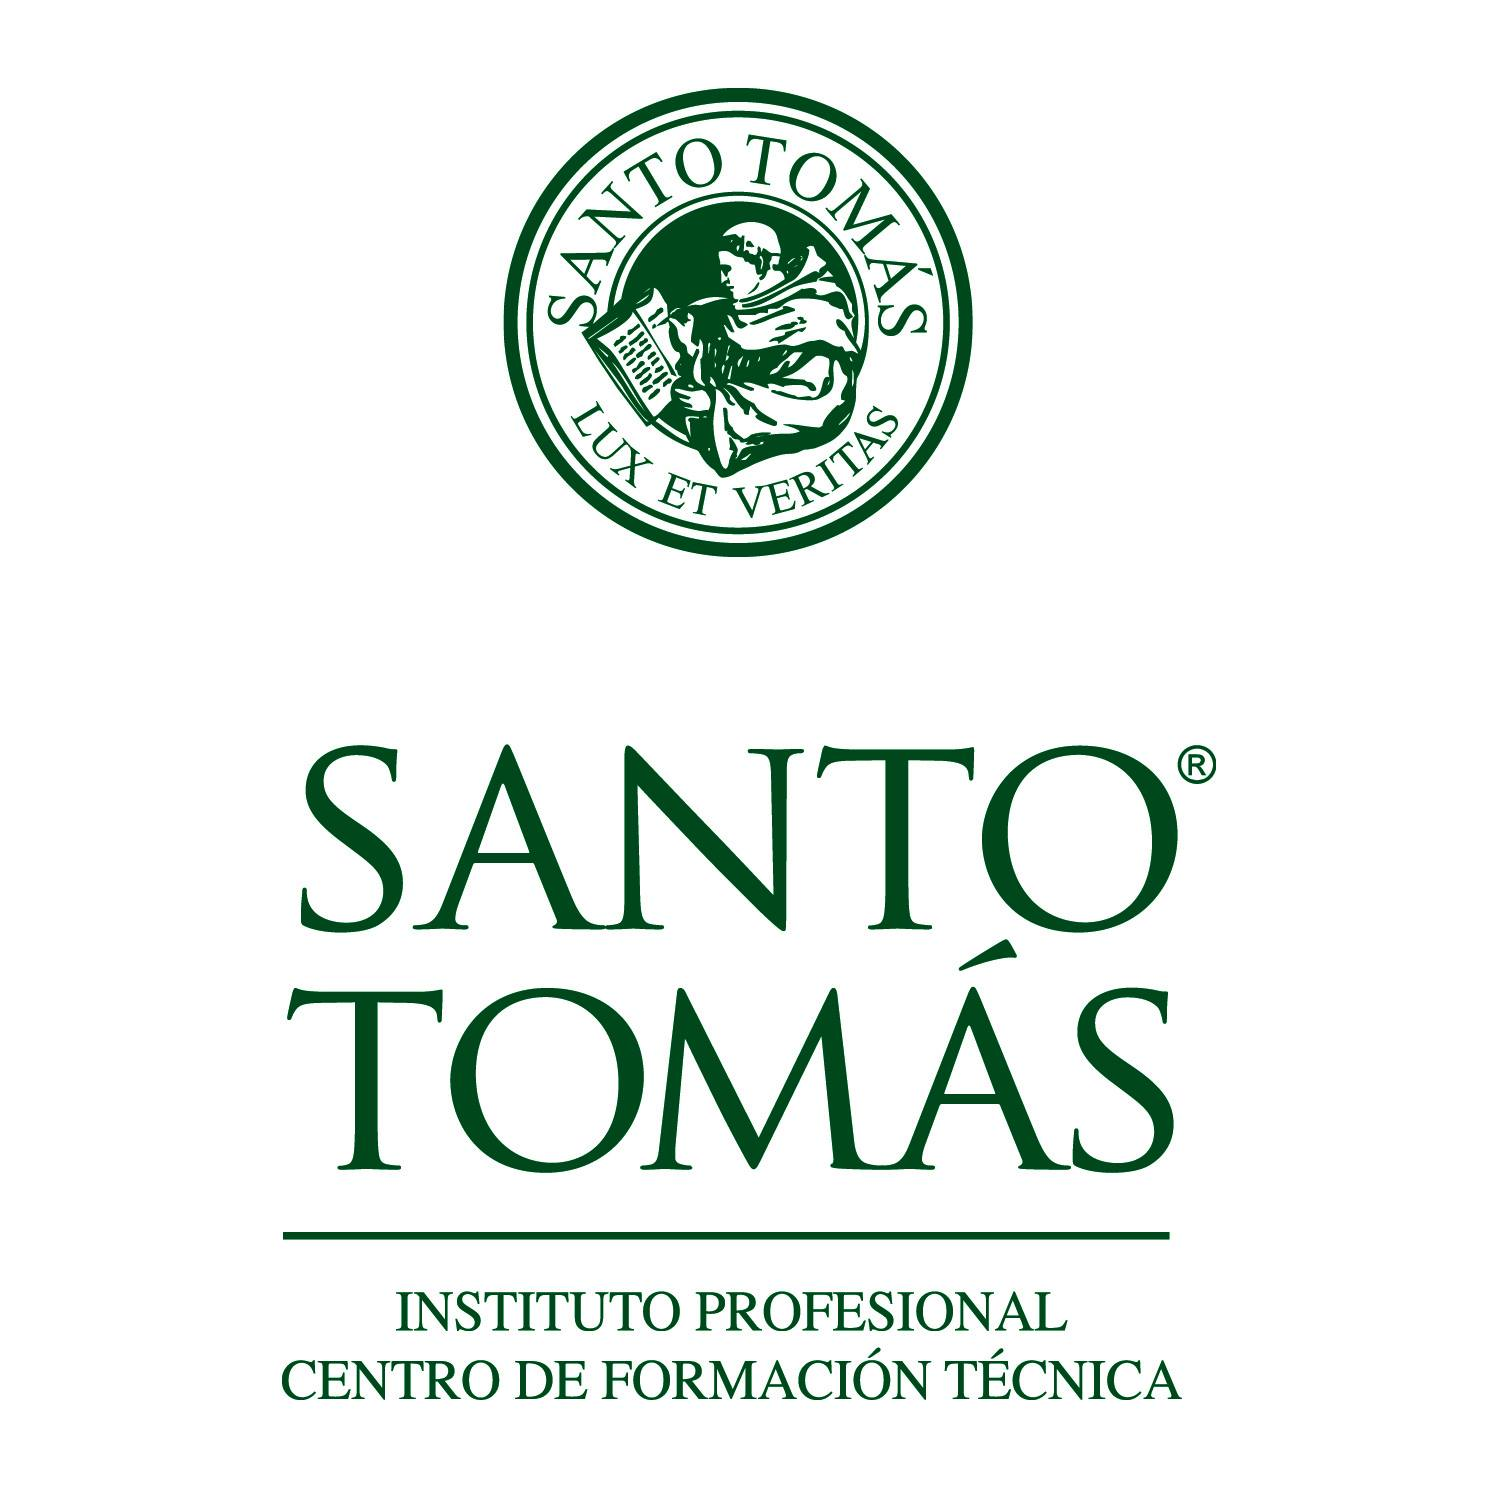 SANTO TOMÁS
LUX ET VERITAS
SANTO®
TOMÁS
INSTITUTO PROFESIONAL
CENTRO DE FORMACIÓN TÉCNICA